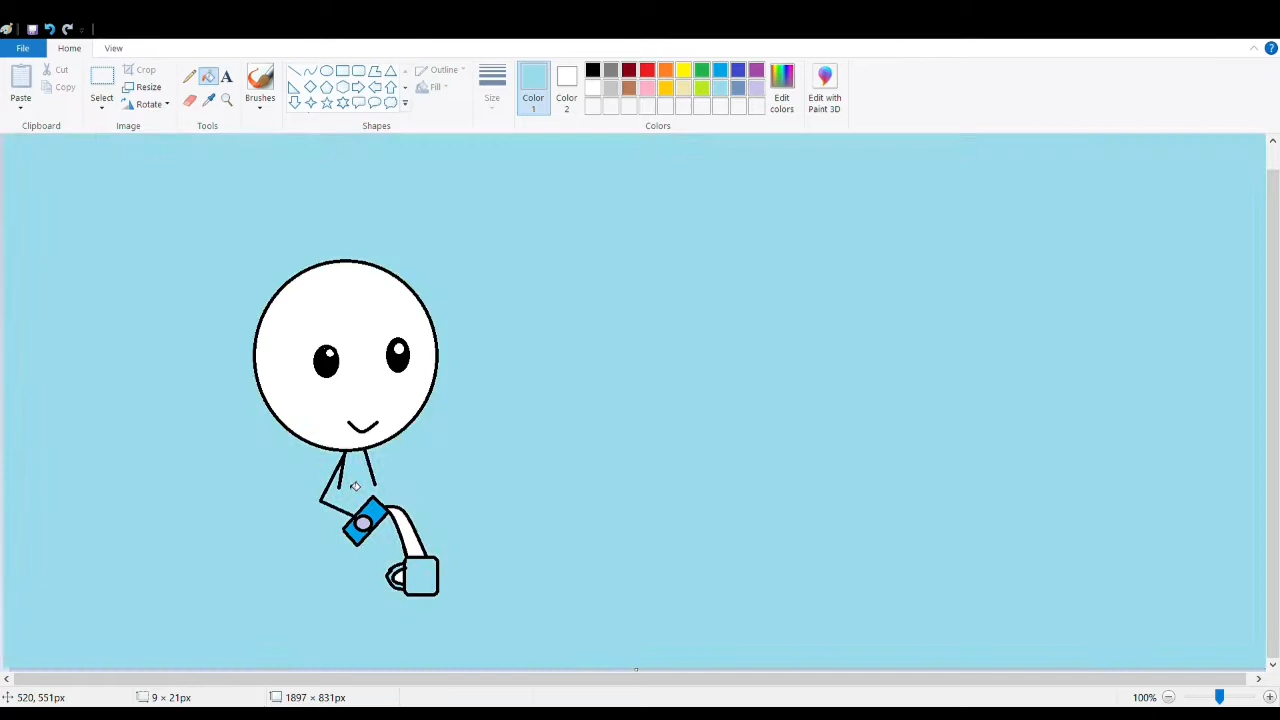 File Home View
Cut
Copy
Paste
Clipboard
Crop
Resize
Rotate
Select
Image
Tools
Brushes
Outline
Fill
Shapes
Size
Color 1
Color 2
Edit colors
Edit with Paint 3D
Colors
520, 551px 9 × 21px 1897 × 831px 100%